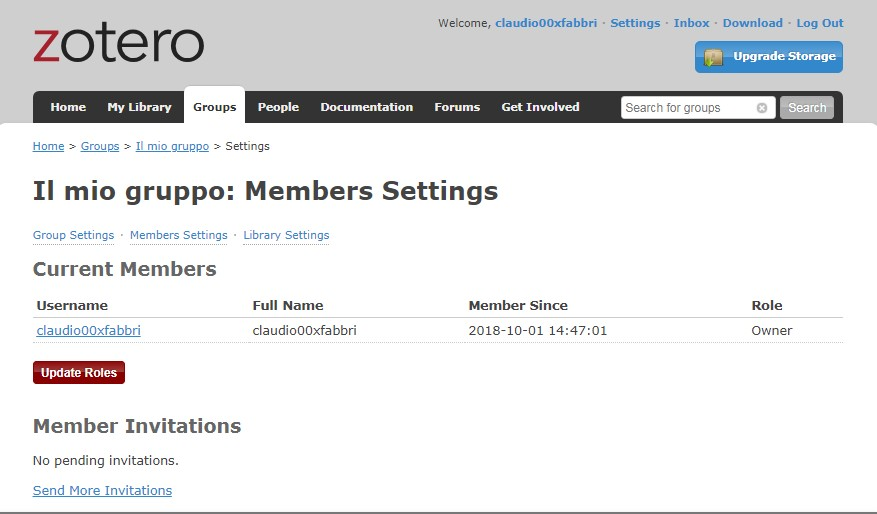 zotero
Welcome, claudio00xfabbri · Settings · Inbox · Download · Log Out
Upgrade Storage
Home My Library Groups People Documentation Forums Get Involved Search for groups Search
Home > Groups > Il mio gruppo > Settings
Il mio gruppo: Members Settings
Group Settings · Members Settings · Library Settings
Current Members
Username Full Name Member Since Role
claudio00xfabbri claudio00xfabbri 2018-10-01 14:47:01 Owner
Update Roles
Member Invitations
No pending invitations.
Send More Invitations